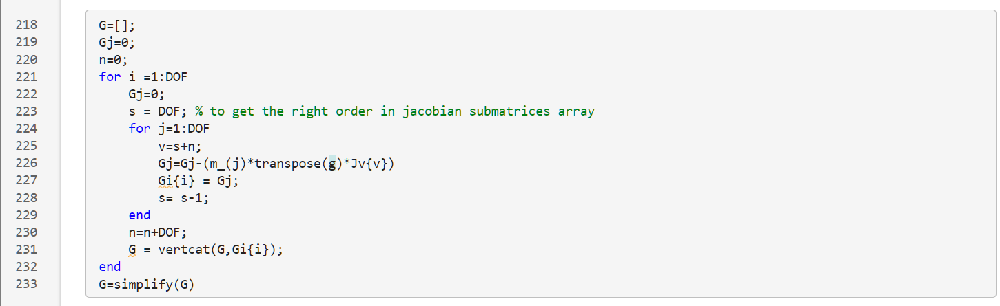 218 G=[];
219 Gj=0;
220 n=0;
221 for i =1:DOF
222 Gj=0;
223 s = DOF; % to get the right order in jacobian submatrices array
224 for j=1:DOF
225 v=s+n;
226 Gj=Gj-(m_(j)*transpose(g)*Jv{v})
227 Gi{i} = Gj;
228 s= s-1;
229 end
230 n=n+DOF;
231 G = vertcat(G,Gi{i});
232 end
233 G=simplify(G)